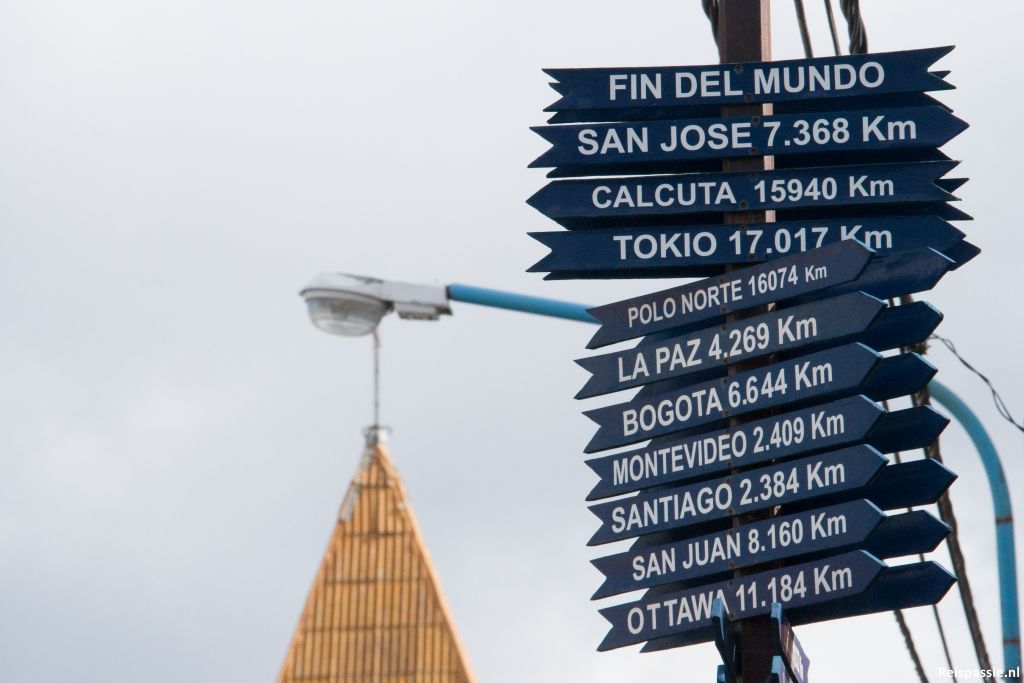 FIN DEL MUNDO
SAN JOSE 7.368 Km
CALCUTA 15940 Km
TOKIO 17.017 Km
POLO NORTE 16074 Km
LA PAZ 4.269 Km
BOGOTA 6.644 Km
MONTEVIDEO 2.409 Km
SANTIAGO 2.384 Km
SAN JUAN 8.160 Km
OTTAWA 11.184 Km
Reispassie.nl